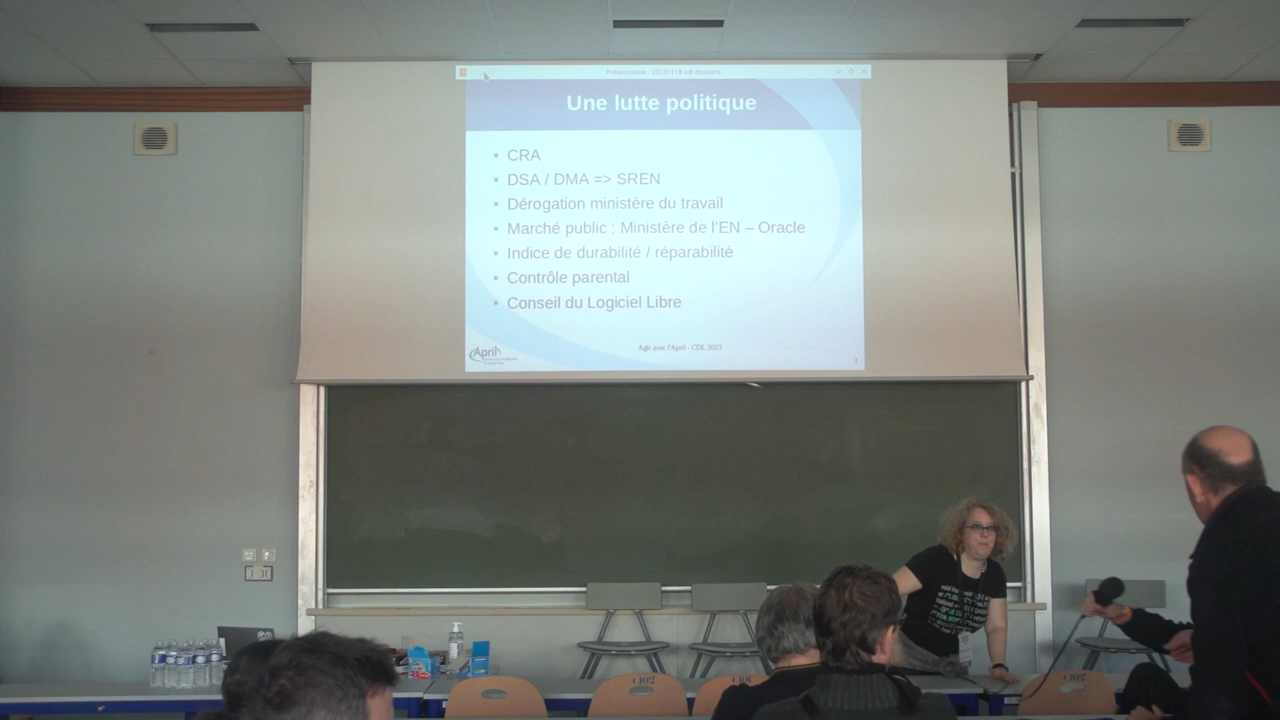 Présentation : 20231118 cdl dossiers
Une lutte politique
CRA
DSA / DMA => SREN
Dérogation ministère du travail
Marché public : Ministère de l'EN – Oracle
Indice de durabilité / réparabilité
Contrôle parental
Conseil du Logiciel Libre
April
Agir avec l'April - CDL 2023
3